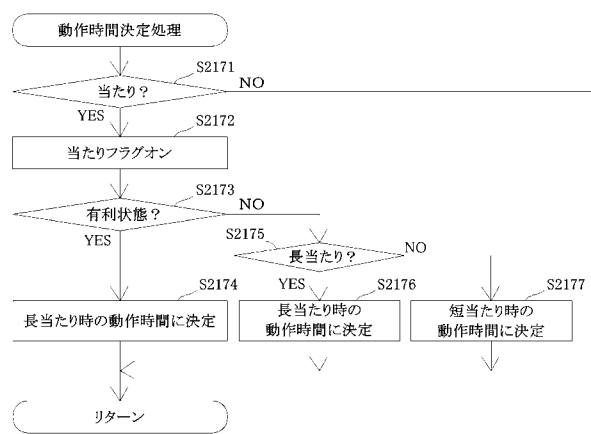 動作時間決定処理
S2171
当たり？
NO
YES
S2172
当たりフラグオン
S2173
有利状態？
NO
YES
S2175
長当たり？
NO
YES
S2174
長当たり時の動作時間に決定
S2176
長当たり時の
動作時間に決定
S2177
短当たり時の
動作時間に決定
リターン